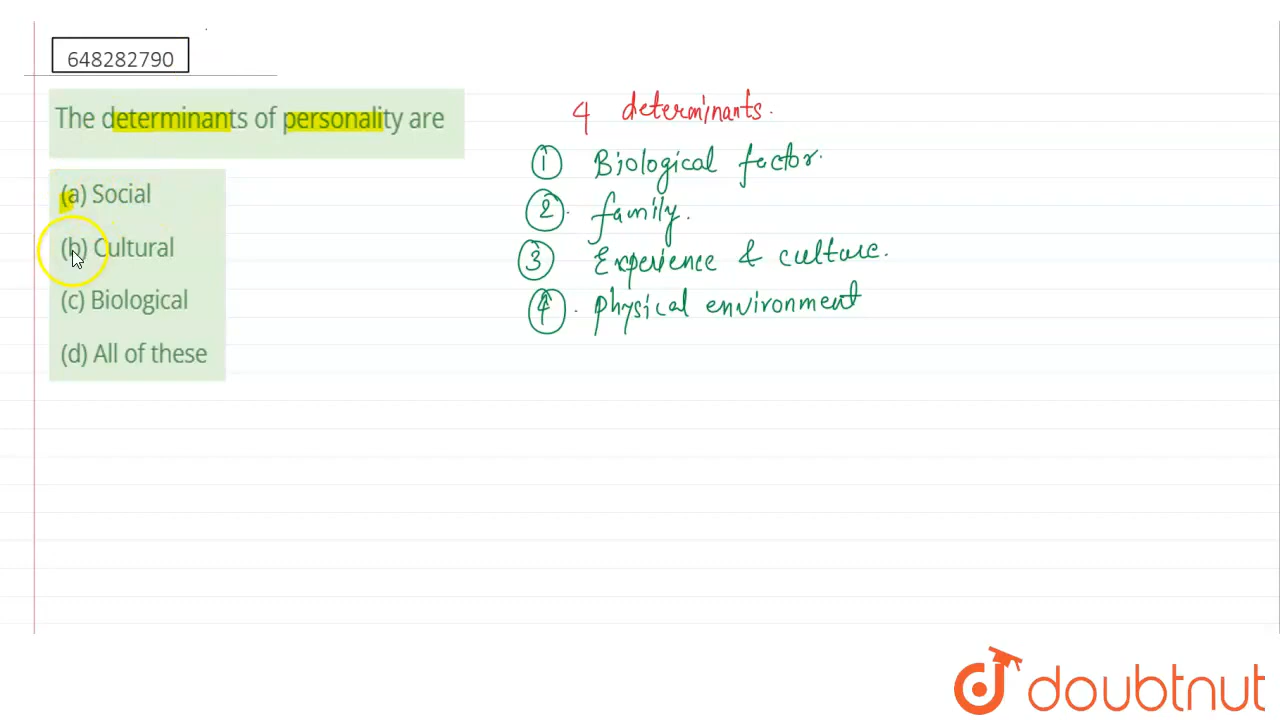 648282790
The determinants of personality are
(a) Social
(b) Cultural
(c) Biological
(d) All of these
4 determinants.
① Biological factor.
② family.
③ Experience & culture.
④ physical environment
doubtnut